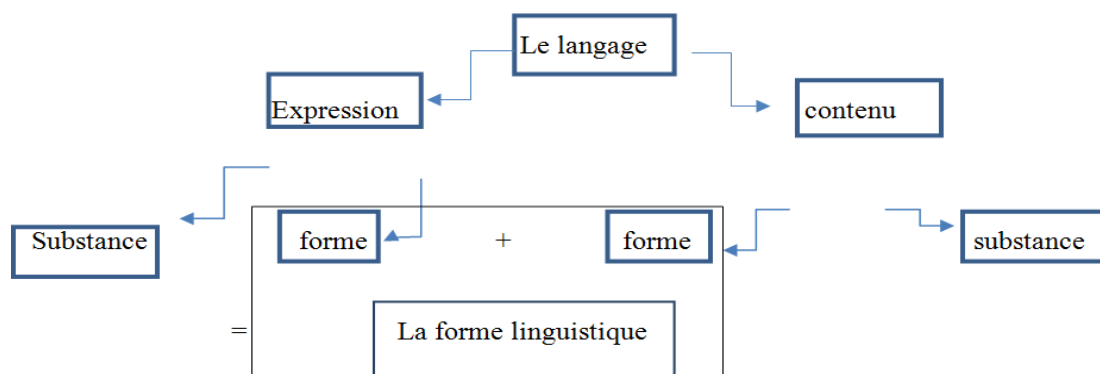 Le langage
Expression
contenu
Substance
forme
+
forme
substance
=
La forme linguistique